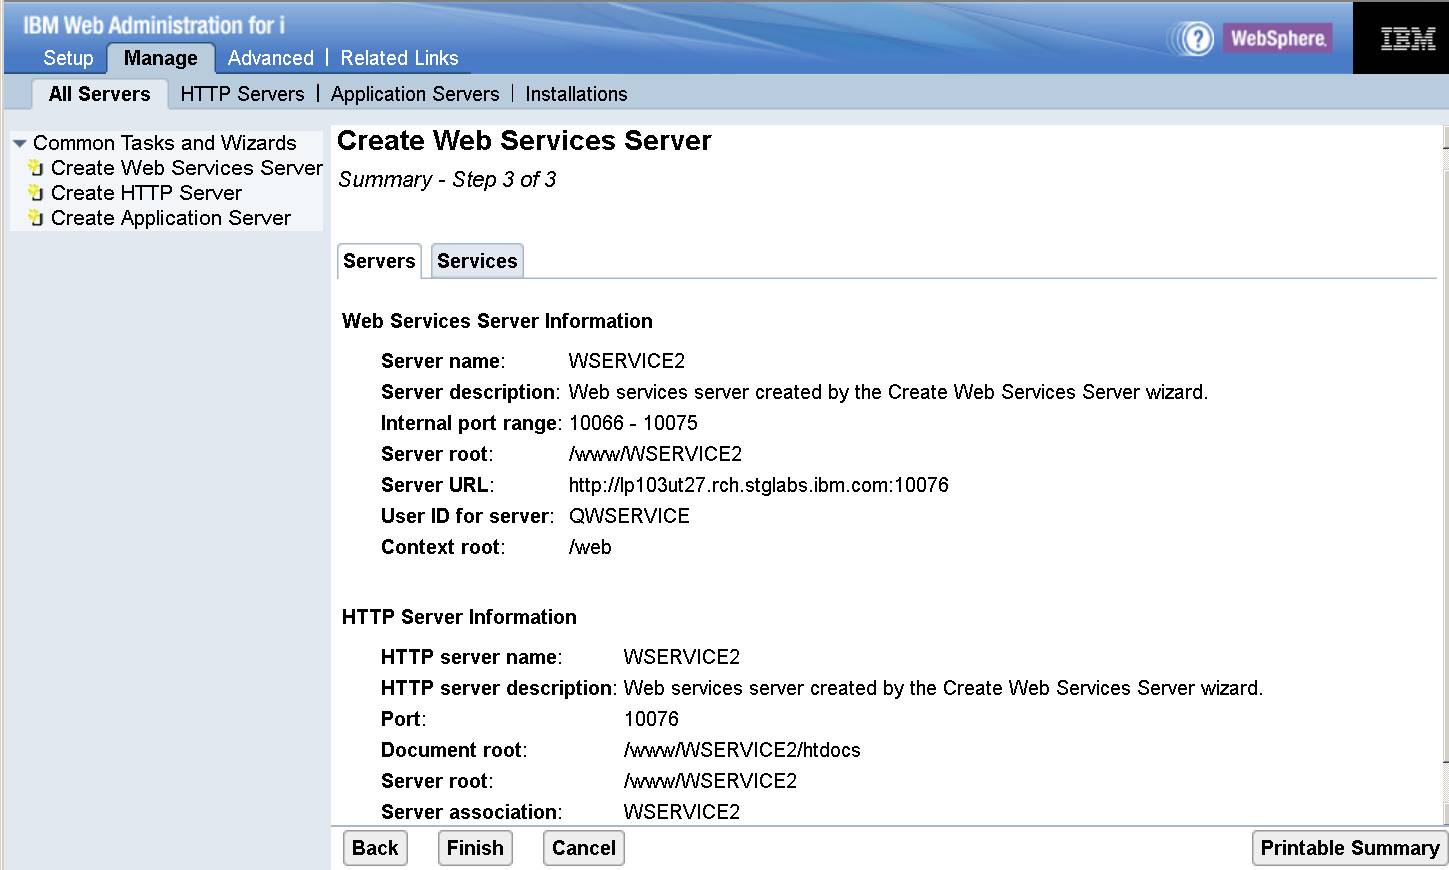 IBM Web Administration for i
? WebSphere. IBM
Setup Manage Advanced | Related Links
All Servers HTTP Servers | Application Servers | Installations
Common Tasks and Wizards
Create Web Services Server
Create HTTP Server
Create Application Server
Create Web Services Server
Summary - Step 3 of 3
Servers Services
Web Services Server Information
Server name: WSERVICE2
Server description: Web services server created by the Create Web Services Server wizard.
Internal port range: 10066 - 10075
Server root: /www/WSERVICE2
Server URL: http://lp103ut27.rch.stglabs.ibm.com:10076
User ID for server: QWSERVICE
Context root: /web
HTTP Server Information
HTTP server name: WSERVICE2
HTTP server description: Web services server created by the Create Web Services Server wizard.
Port: 10076
Document root: /www/WSERVICE2/htdocs
Server root: /www/WSERVICE2
Server association: WSERVICE2
Back Finish Cancel Printable Summary